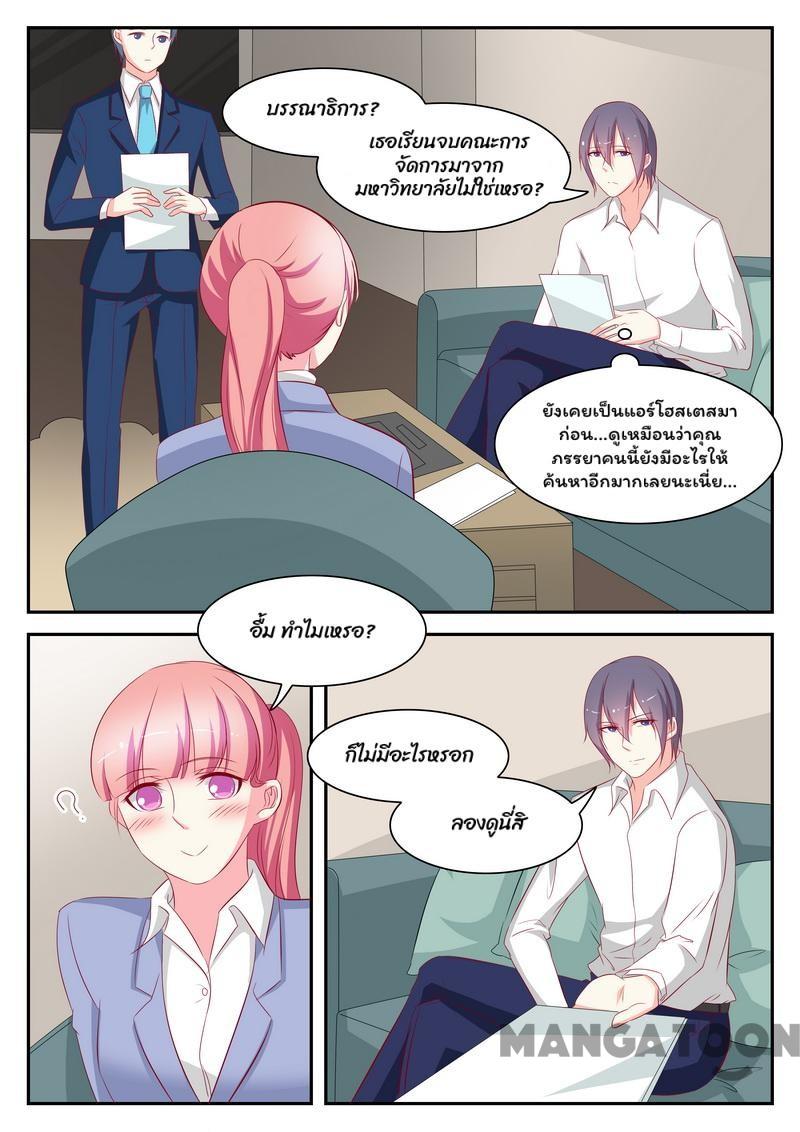 บรรณาธิการ?
เธอเรียนจบคณะการ
จัดการมาจาก
มหาวิทยาลัยไม่ใช่เหรอ?
ยังเคยเป็นแอร์โฮสเตสมา
ก่อน...ดูเหมือนว่าคุณ
ภรรยาคนนี้ยังมีอะไรให้
ค้นหาอีกมากเลยนะเนี่ย...
อื้ม ทำไมเหรอ?
?
ก็ไม่มีอะไรหรอก
ลองดูนี่สิ
MANGATOON